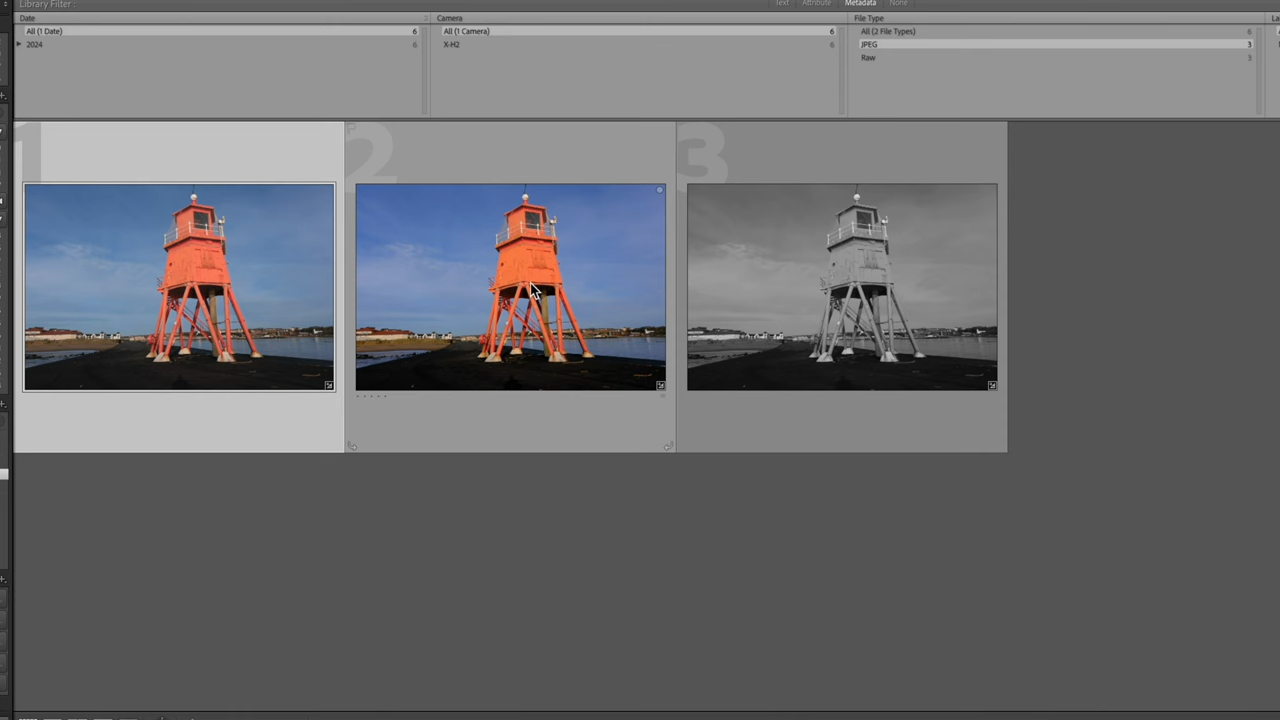 Library Filter :
Text Attribute Metadata None
Date
All (1 Date) 6
2024 6
Camera
All (1 Camera) 6
X-H2 6
File Type
All (2 File Types) 6
JPEG 3
Raw 3
1
2
3